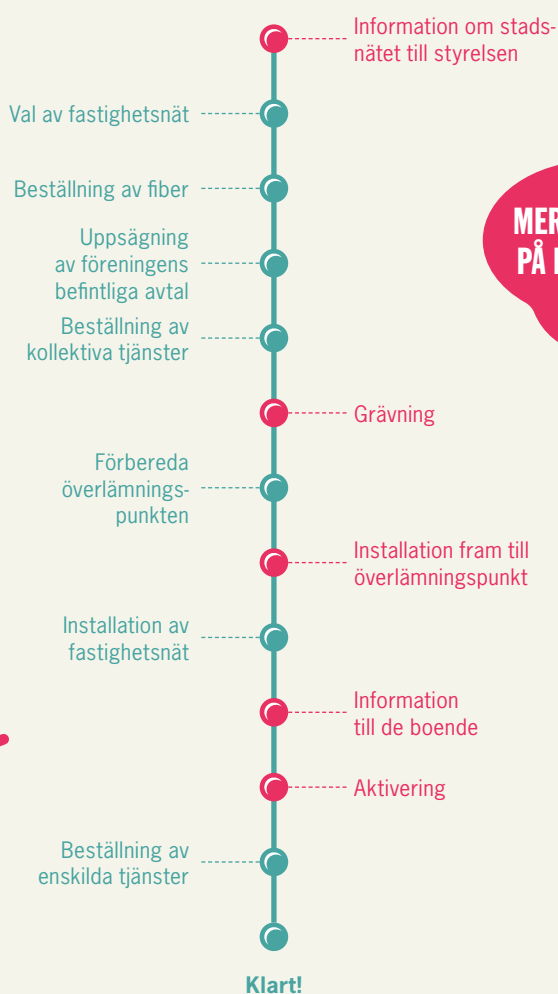 Information om stads-
nätet till styrelsen
Val av fastighetsnät
Beställning av fiber
Uppsägning
av föreningens
befintliga avtal
Beställning av
kollektiva tjänster
Grävning
Förbereda
överlämnings-
punkten
Installation fram till
överlämningspunkt
Installation av
fastighetsnät
Information
till de boende
Aktivering
Beställning av
enskilda tjänster
Klart!
MER
PÅ